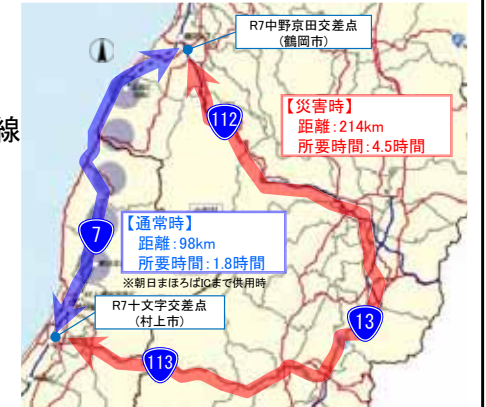 R7中野京田交差点
(鶴岡市)
線
【災害時】
距離:214km
所要時間:4.5時間
112
【通常時】
距離:98km
所要時間:1.8時間
※朝日まほろばICまで供用時
7
R7十文字交差点
(村上市)
13
113